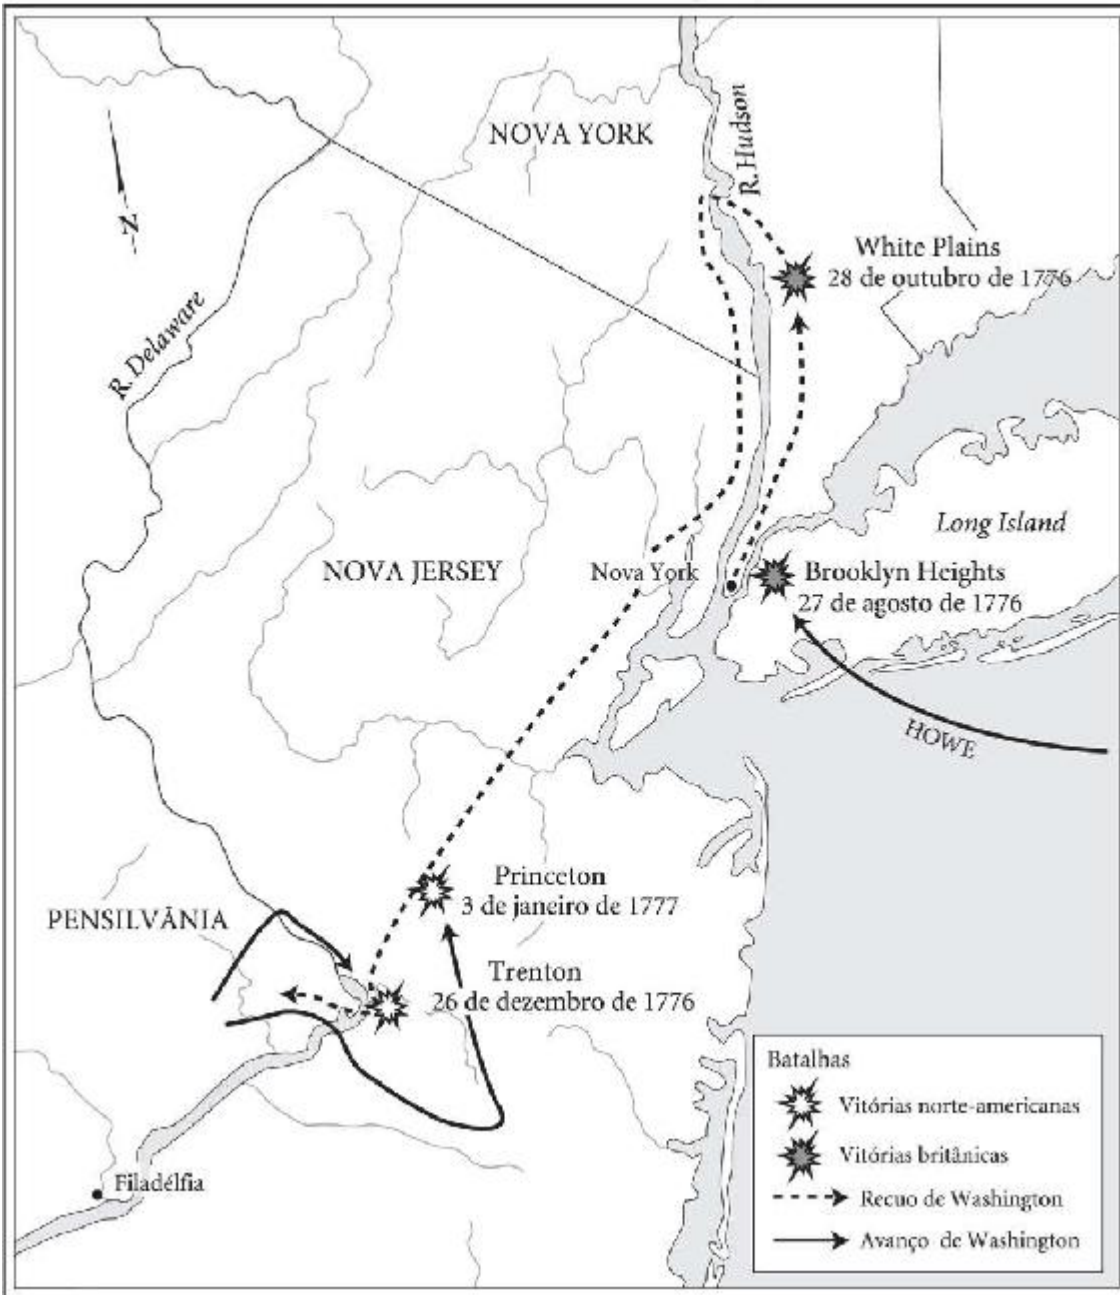 NOVA YORK
R. Hudson
N
White Plains
28 de outubro de 1776
R. Delaware
Long Island
NOVA JERSEY
Nova York
Brooklyn Heights
27 de agosto de 1776
HOWE
Princeton
3 de janeiro de 1777
PENSILVÂNIA
Trenton
26 de dezembro de 1776
Filadélfia
Batalhas
Vitórias norte-americanas
Vitórias britânicas
Recuo de Washington
Avanço de Washington